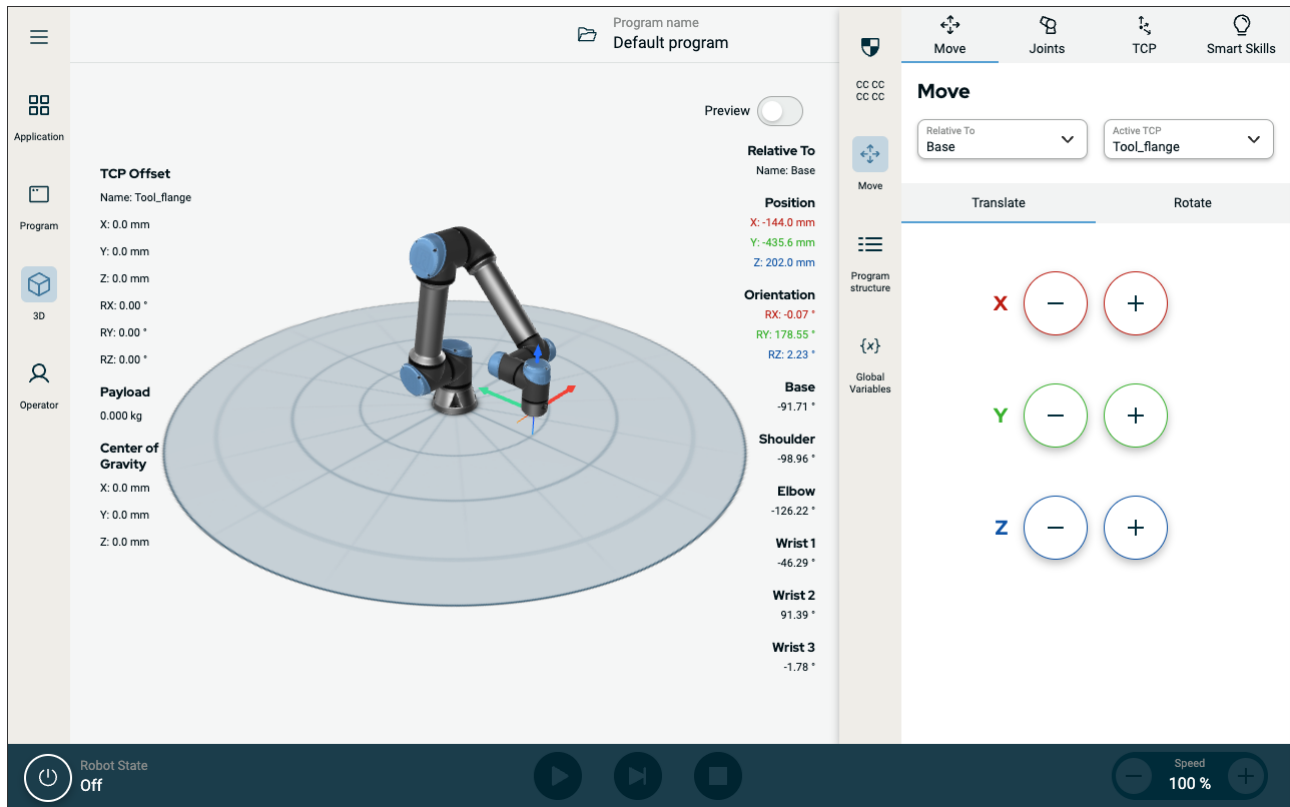 Program name
Default program
Application
Program
3D
Operator
TCP Offset
Name: Tool_flange
X: 0.0 mm
Y: 0.0 mm
Z: 0.0 mm
RX: 0.00 °
RY: 0.00 °
RZ: 0.00 °
Payload
0.000 kg
Center of
Gravity
X: 0.0 mm
Y: 0.0 mm
Z: 0.0 mm
Preview
Relative To
Name: Base
Position
X: -144.0 mm
Y: -435.6 mm
Z: 202.0 mm
Orientation
RX: -0.07 °
RY: 178.55 °
RZ: 2.23 °
Base
-91.71 °
Shoulder
-98.96 °
Elbow
-126.22 °
Wrist 1
-46.29 °
Wrist 2
91.39 °
Wrist 3
-1.78 °
CC CC
CC CC
Move
Program
structure
{x}
Global
Variables
Move
Joints
TCP
Smart Skills
Move
Relative To
Base
Active TCP
Tool_flange
Translate
Rotate
X − +
Y − +
Z − +
Robot State
Off
Speed
− 100 % +